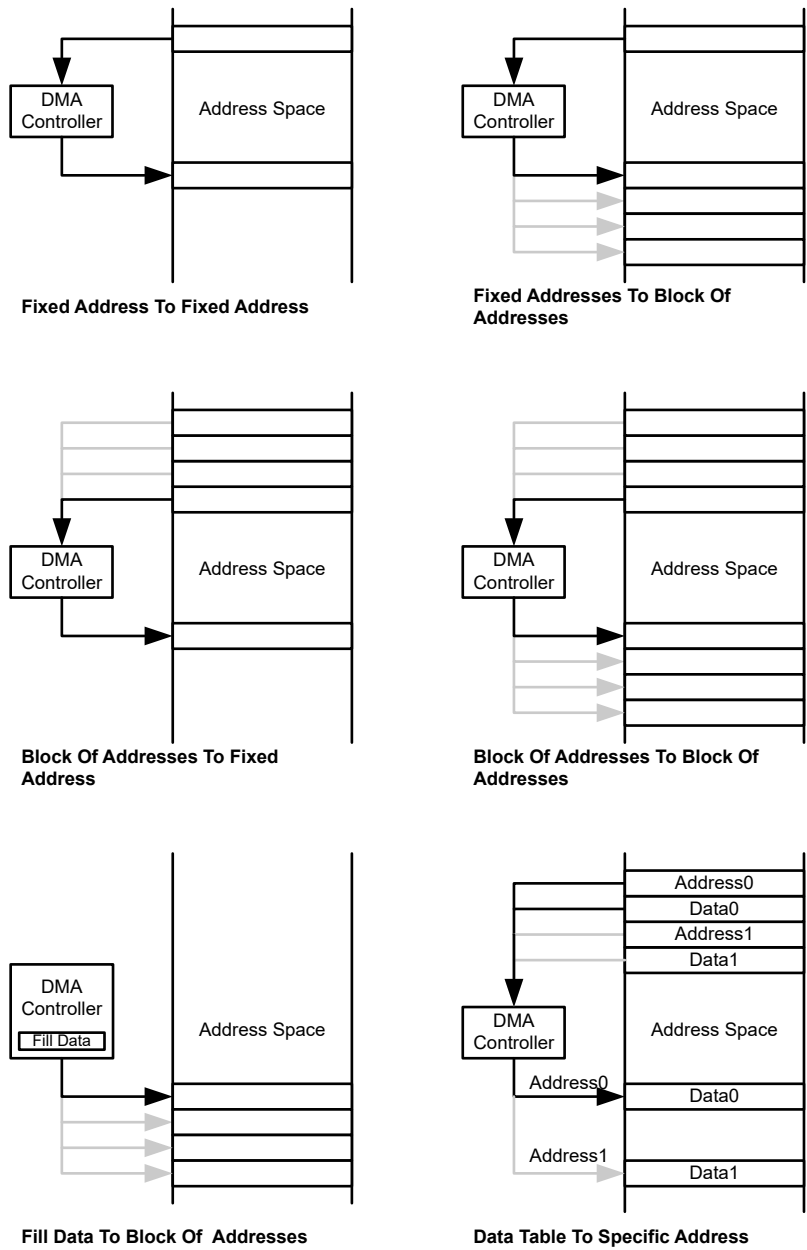 DMA
Controller
Address Space
Fixed Address To Fixed Address
DMA
Controller
Address Space
Fixed Addresses To Block Of
Addresses
DMA
Controller
Address Space
Block Of Addresses To Fixed
Address
DMA
Controller
Address Space
Block Of Addresses To Block Of
Addresses
DMA
Controller
Fill Data
Address Space
Fill Data To Block Of Addresses
Address0
Data0
Address1
Data1
DMA
Controller
Address Space
Address0
Data0
Address1
Data1
Data Table To Specific Address